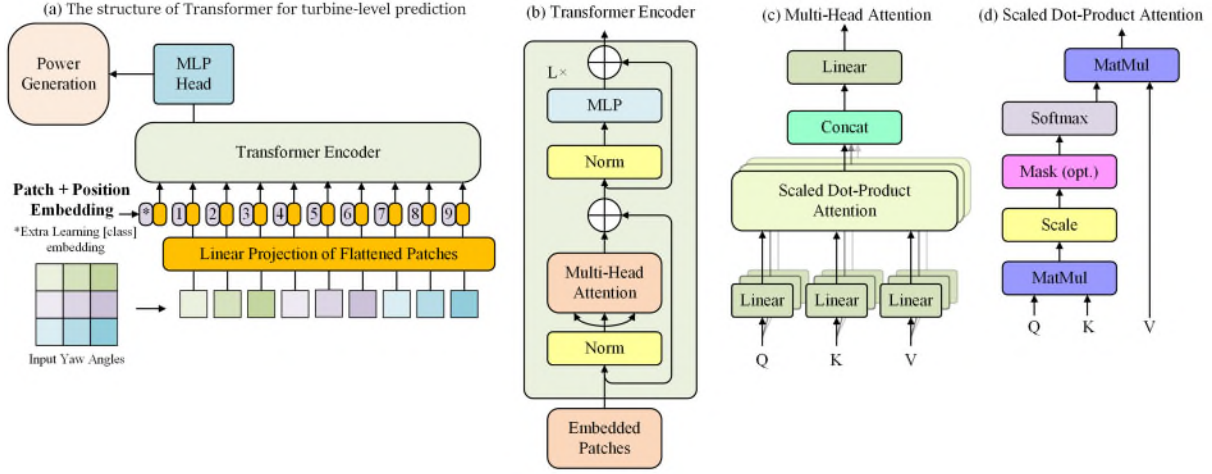 (a) The structure of Transformer for turbine-level prediction
Power
Generation
MLP
Head
Transformer Encoder
Patch + Position
Embedding
*Extra Learning [class]
embedding
* 1 2 3 4 5 6 7 8 9
Linear Projection of Flattened Patches
Input Yaw Angles
(b) Transformer Encoder
L×
MLP
Norm
Multi-Head
Attention
Norm
Embedded
Patches
(c) Multi-Head Attention
Linear
Concat
Scaled Dot-Product
Attention
Linear Linear Linear
Q K V
(d) Scaled Dot-Product Attention
MatMul
Softmax
Mask (opt.)
Scale
MatMul
Q K V